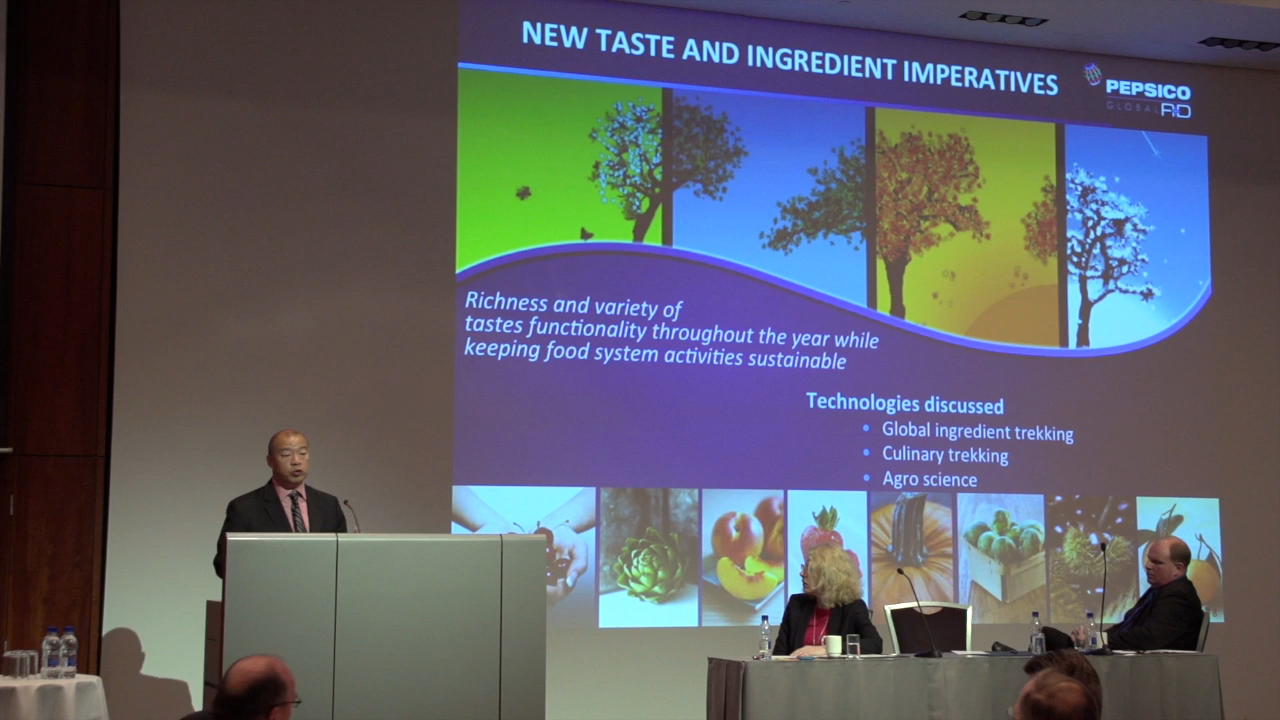 NEW TASTE AND INGREDIENT IMPERATIVES
PEPSICO
GLOBAL R&D
Richness and variety of
tastes functionality throughout the year while
keeping food system activities sustainable
Technologies discussed
• Global ingredient trekking
• Culinary trekking
• Agro science